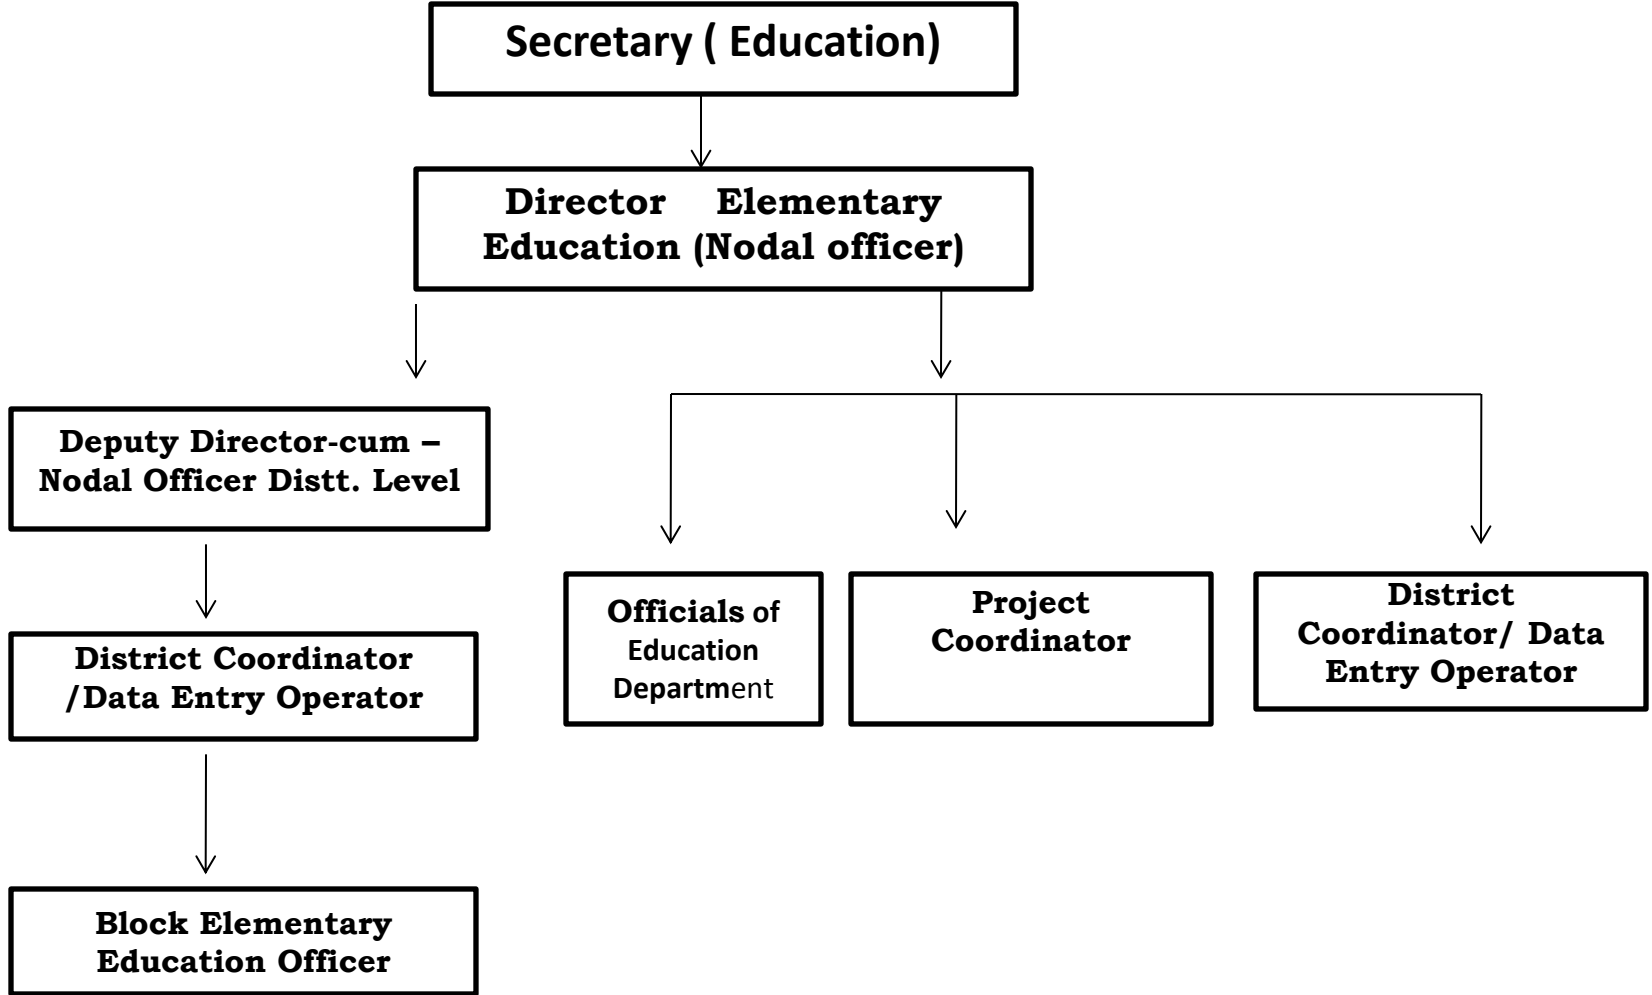 Secretary ( Education)
Director Elementary
Education (Nodal officer)
Deputy Director-cum –
Nodal Officer Distt. Level
District Coordinator
/Data Entry Operator
Block Elementary
Education Officer
Officials of
Education
Department
Project
Coordinator
District
Coordinator/ Data
Entry Operator